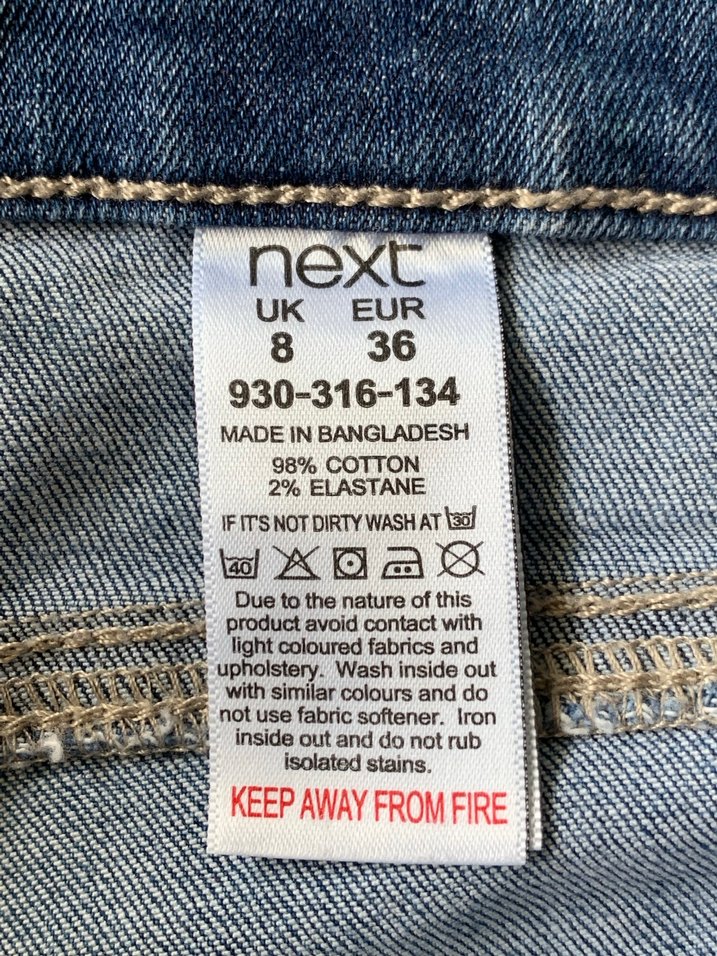 next
UK EUR
8 36
930-316-134
MADE IN BANGLADESH
98% COTTON
2% ELASTANE
IF IT'S NOT DIRTY WASH AT 30
40
Due to the nature of this
product avoid contact with
light coloured fabrics and
upholstery. Wash inside out
with similar colours and do
not use fabric softener. Iron
inside out and do not rub
isolated stains.
KEEP AWAY FROM FIRE